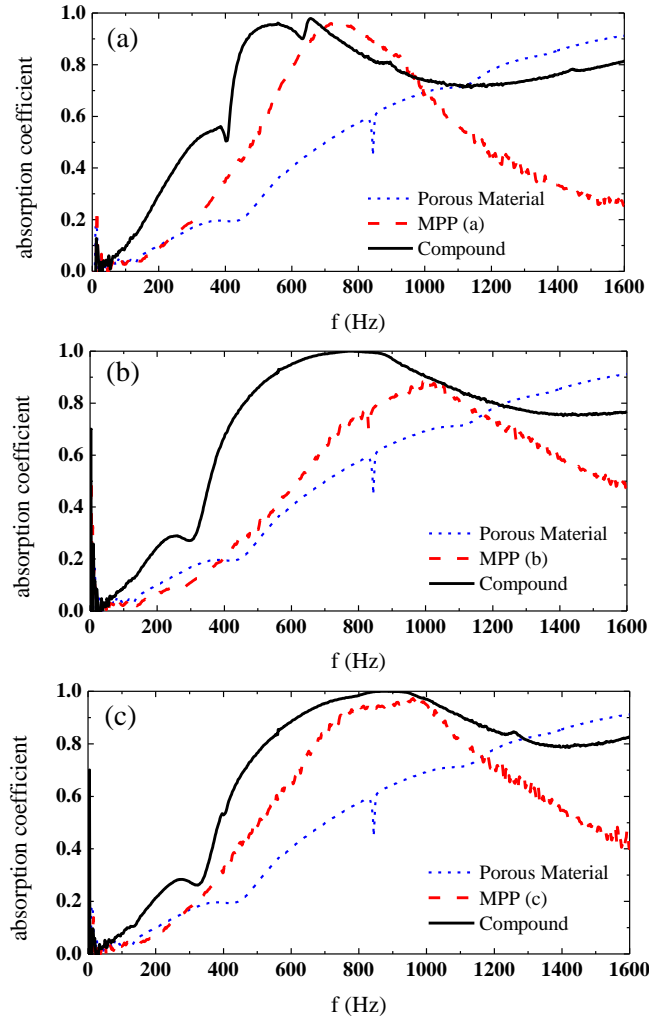 (a)
absorption coefficient
1.0
0.8
0.6
0.4
0.2
0.0
Porous Material
MPP (a)
Compound
0 200 400 600 800 1000 1200 1400 1600
f (Hz)
(b)
absorption coefficient
1.0
0.8
0.6
0.4
0.2
0.0
Porous Material
MPP (b)
Compound
0 200 400 600 800 1000 1200 1400 1600
f (Hz)
(c)
absorption coefficient
1.0
0.8
0.6
0.4
0.2
0.0
Porous Material
MPP (c)
Compound
0 200 400 600 800 1000 1200 1400 1600
f (Hz)